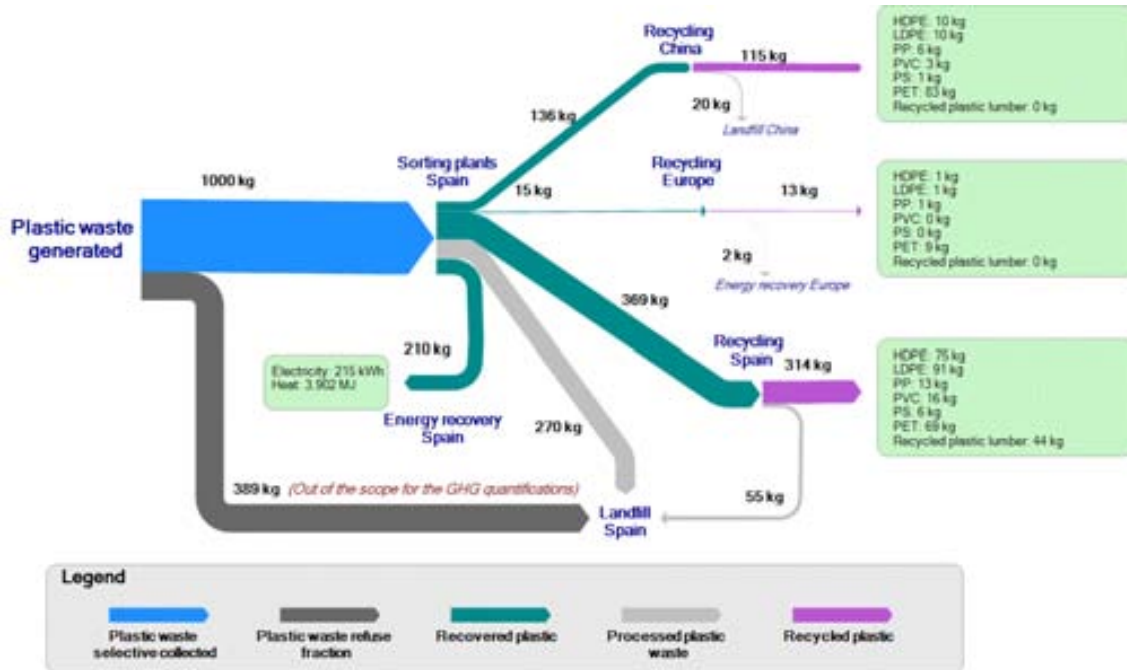 Recycling
China
115 kg
HDPE: 10 kg
LDPE: 10 kg
PP: 6 kg
PVC: 3 kg
PS: 1 kg
PET: 83 kg
Recycled plastic lumber: 0 kg
20 kg
Landfill China
136 kg
1000 kg
Sorting plants
Spain
15 kg
Recycling
Europe
13 kg
HDPE: 1 kg
LDPE: 1 kg
PP: 1 kg
PVC: 0 kg
PS: 0 kg
PET: 9 kg
Recycled plastic lumber: 0 kg
Plastic waste
generated
2 kg
Energy recovery Europe
369 kg
Recycling
Spain
314 kg
HDPE: 75 kg
LDPE: 91 kg
PP: 13 kg
PVC: 16 kg
PS: 6 kg
PET: 69 kg
Recycled plastic lumber: 44 kg
210 kg
Electricity: 215 kWh
Heat: 3.902 MJ
Energy recovery
Spain
270 kg
389 kg (Out of the scope for the GHG quantifications)
55 kg
Landfill
Spain
Legend
Plastic waste
selective collected
Plastic waste refuse
fraction
Recovered plastic
Processed plastic
waste
Recycled plastic